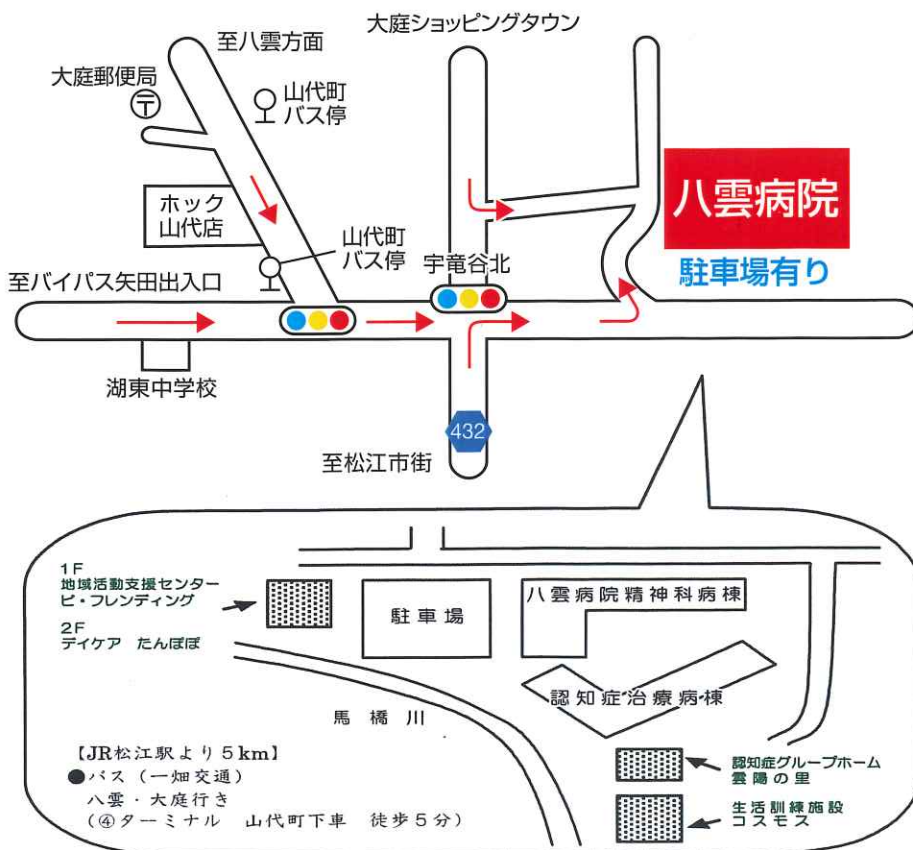 大庭ショッピングタウン
至八雲方面
大庭郵便局
〒
山代町
バス停
八雲病院
駐車場有り
ホック
山代店
山代町
バス停
宇竜谷北
至バイパス矢田出入口
湖東中学校
432
至松江市街
1F
地域活動支援センター
ビ・フレンディング
2F
デイケア たんぽぽ
駐車場
八雲病院精神科病棟
認知症治療病棟
馬橋川
【JR松江駅より5km】
●バス(一畑交通)
八雲・大庭行き
(④ターミナル 山代町下車 徒歩5分)
認知症グループホーム
雲陽の里
生活訓練施設
コスモス